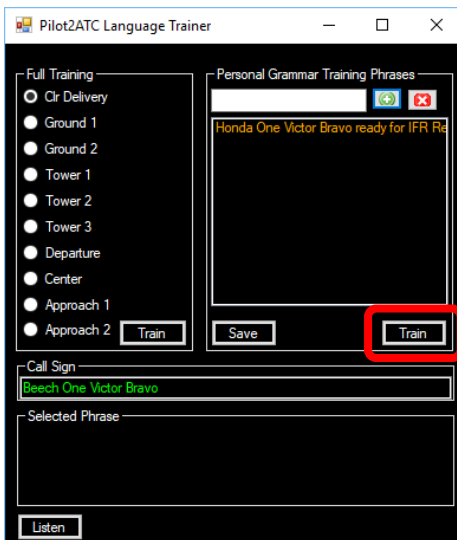 Pilot2ATC Language Trainer
Full Training
Clr Delivery
Ground 1
Ground 2
Tower 1
Tower 2
Tower 3
Departure
Center
Approach 1
Approach 2
Train
Personal Grammar Training Phrases
Honda One Victor Bravo ready for IFR Re
Save
Train
Call Sign
Beech One Victor Bravo
Selected Phrase
Listen